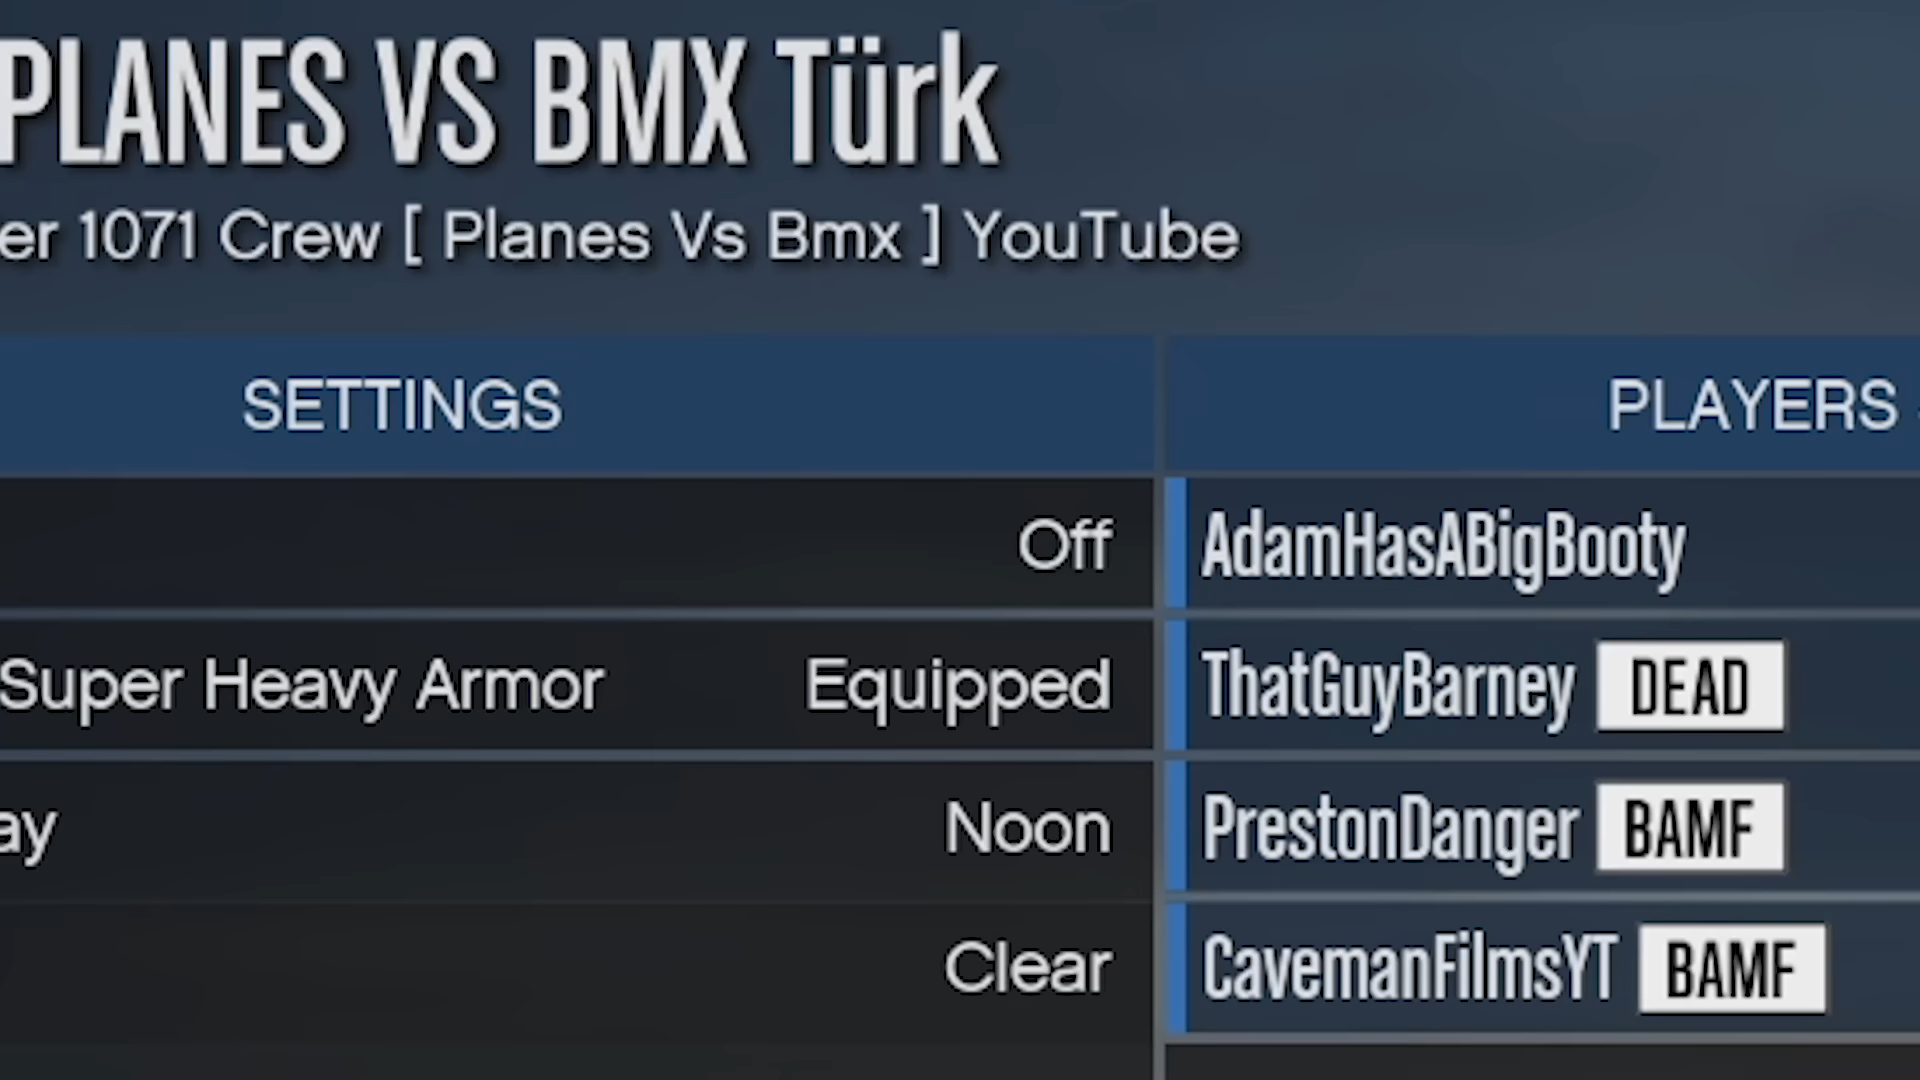 PLANES VS BMX Türk
er 1071 Crew [ Planes Vs Bmx ] YouTube
SETTINGS
PLAYERS
Off
AdamHasABigBooty
Super Heavy Armor Equipped
ThatGuyBarney DEAD
ay Noon
PrestonDanger BAMF
Clear
CavemanFilmsYT BAMF